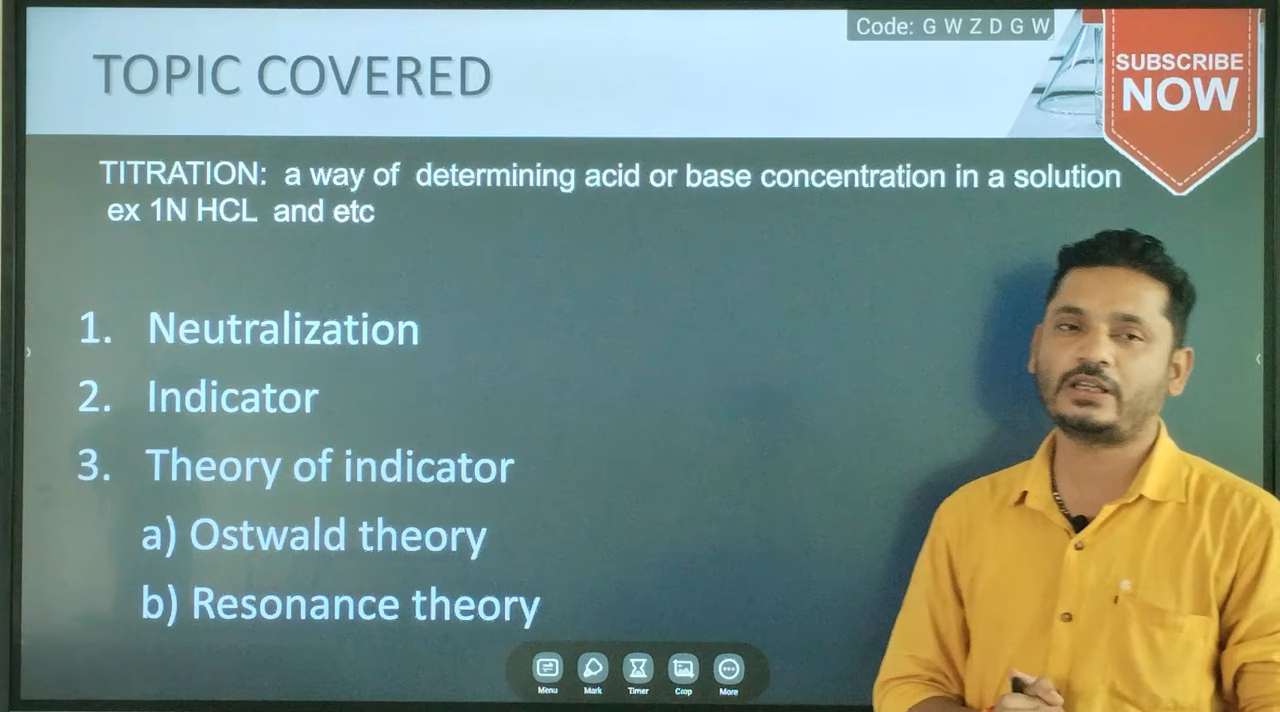 Code: G W Z D G W
SUBSCRIBE
NOW
TOPIC COVERED
TITRATION: a way of determining acid or base concentration in a solution
ex 1N HCL and etc
1. Neutralization
2. Indicator
3. Theory of indicator
a) Ostwald theory
b) Resonance theory
Menu Mark Timer Crop More